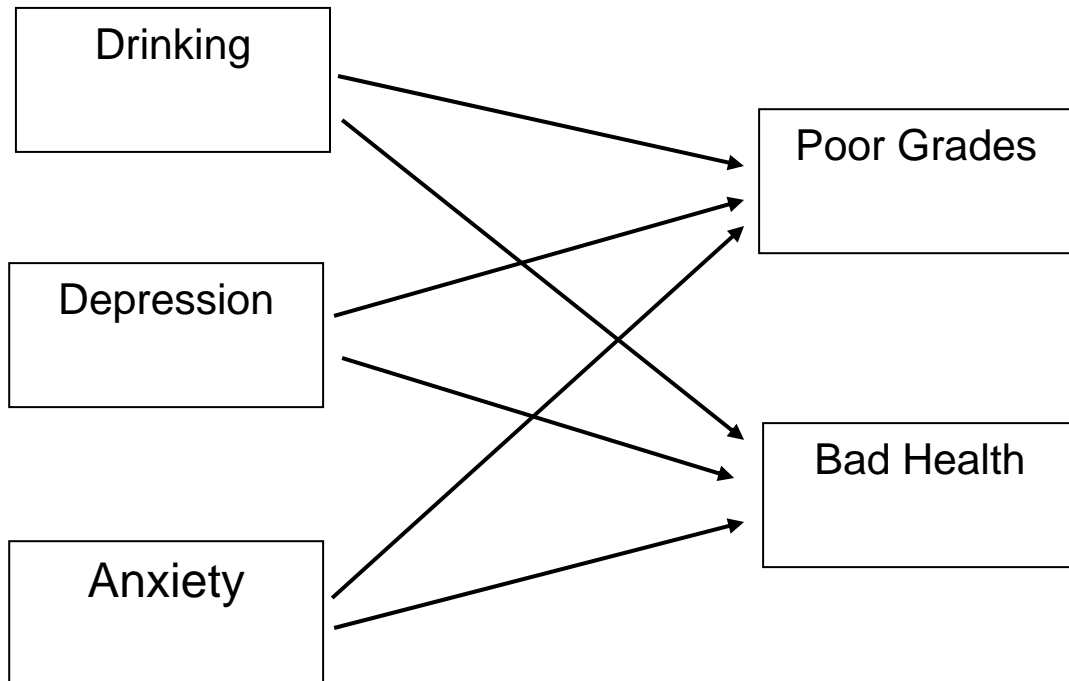 Drinking
Poor Grades
Depression
Bad Health
Anxiety